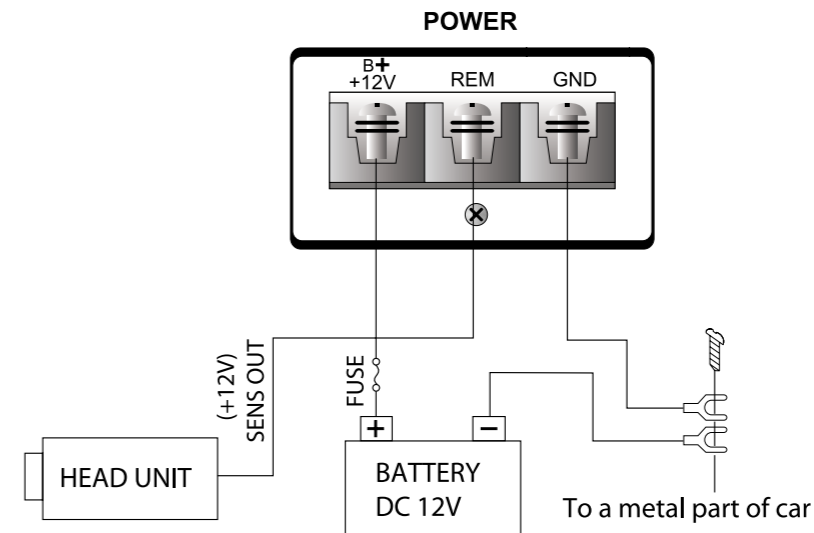 POWER
B+
+12V
REM
GND
(+12V)
SENS OUT
FUSE
+
−
HEAD UNIT
BATTERY
DC 12V
To a metal part of car